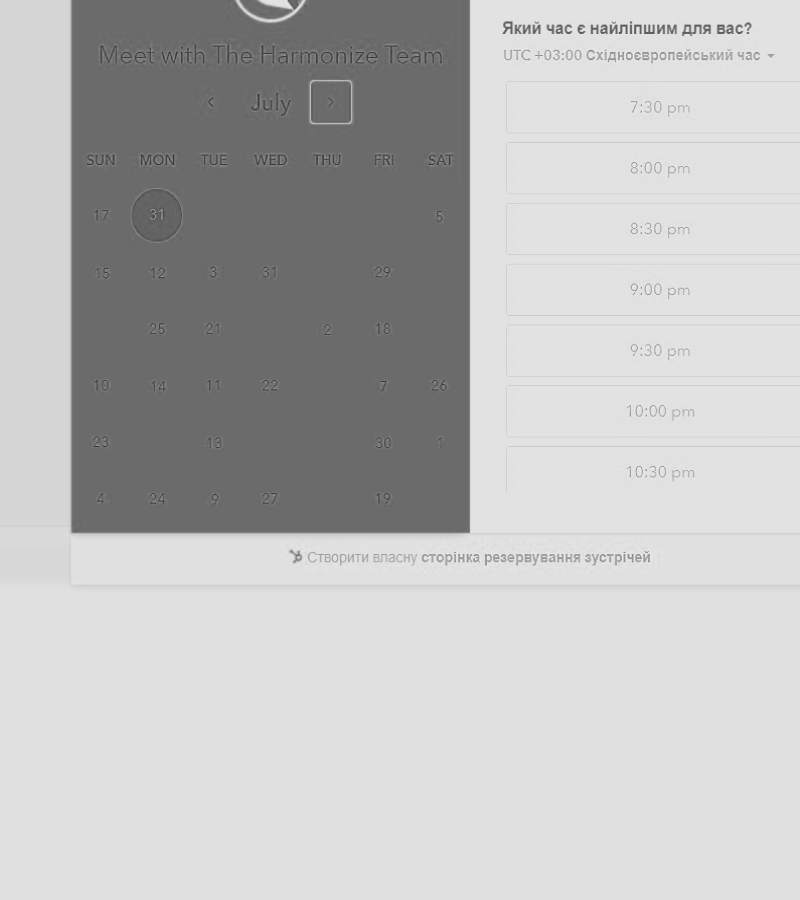 Meet with The Harmonize Team
July
SUN MON TUE WED THU FRI SAT
17 31 5
15 12 3 31 29
25 21 2 18
10 14 11 22 7 26
23 13 30 1
4 24 9 27 19
Який час є найліпшим для вас?
UTC +03:00 Східноєвропейський час
7:30 pm
8:00 pm
8:30 pm
9:00 pm
9:30 pm
10:00 pm
10:30 pm
Створити власну сторінка резервування зустрічей